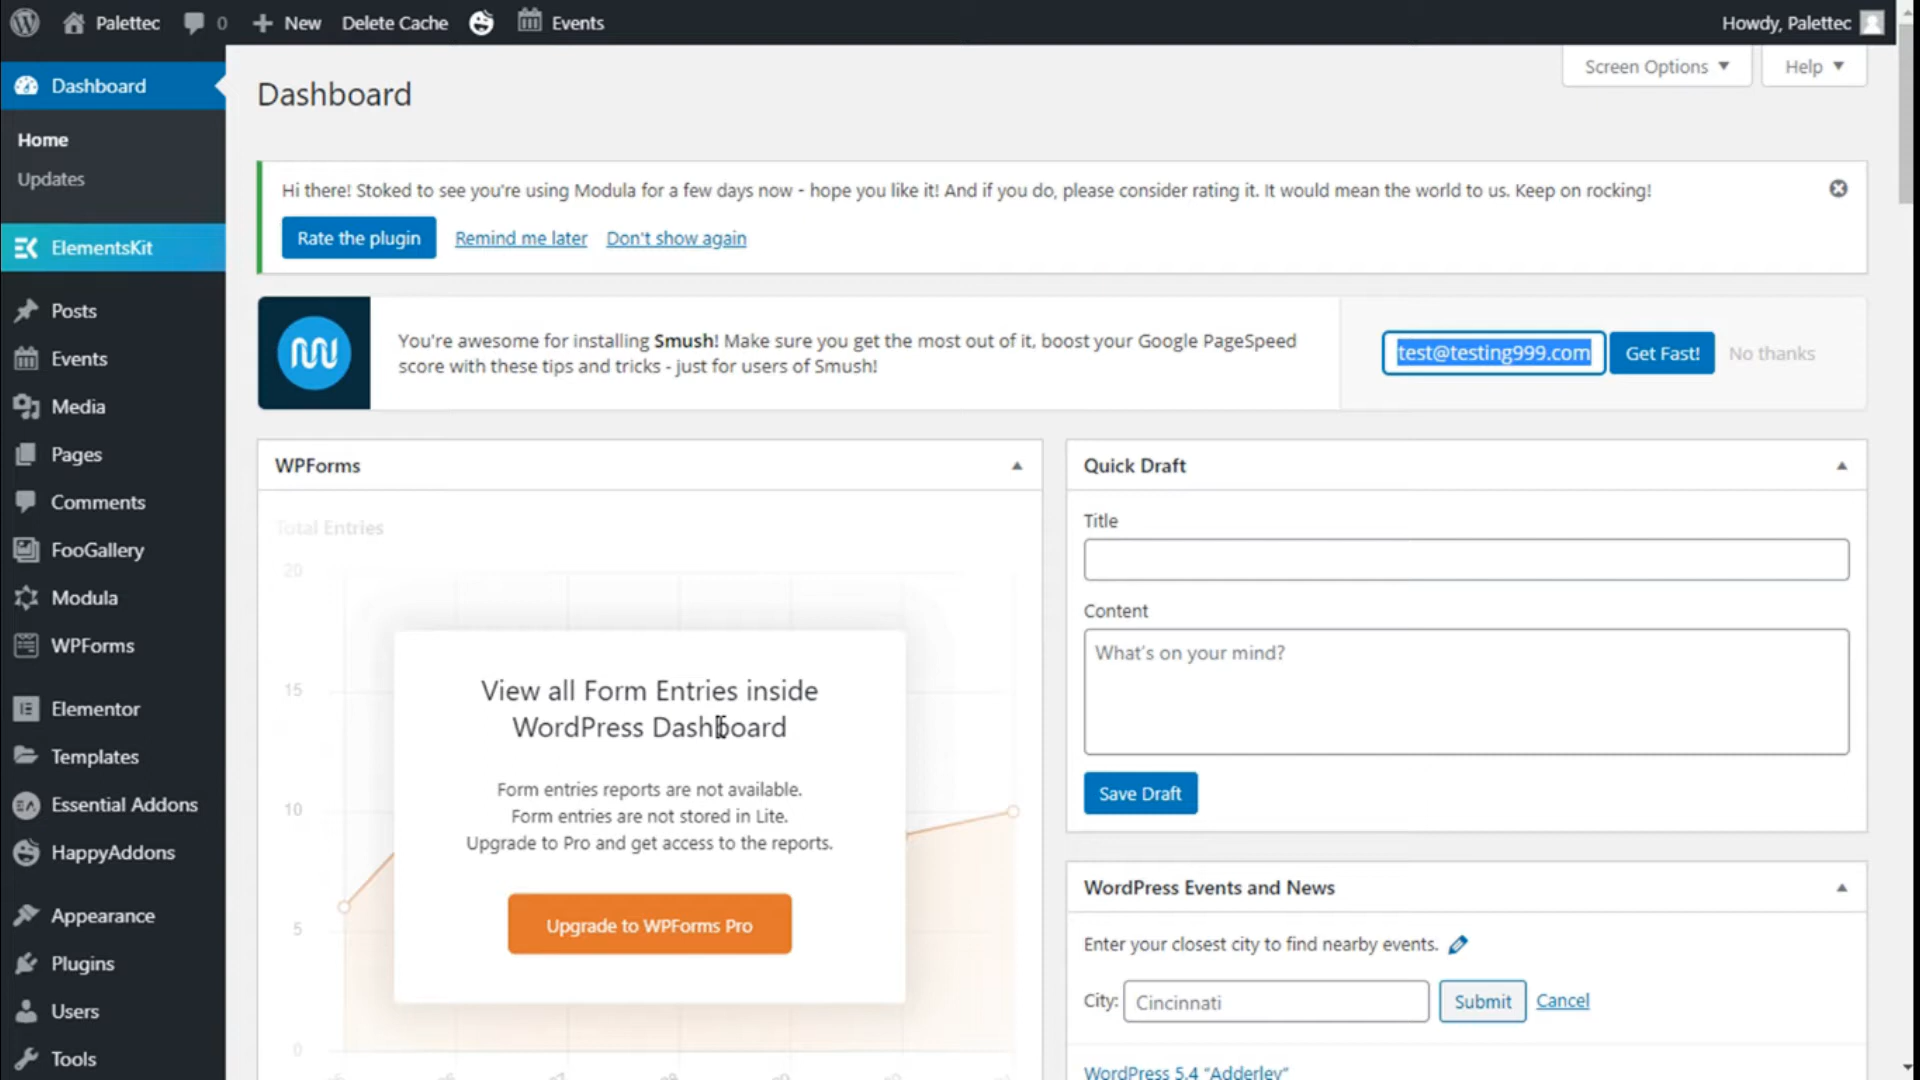 Palettec
0
New
Delete Cache
Events
Howdy, Palettec
Dashboard
Home
Updates
ElementsKit
Posts
Events
Media
Pages
Comments
FooGallery
Modula
WPForms
Elementor
Templates
Essential Addons
HappyAddons
Appearance
Plugins
Users
Tools
Screen Options
Help
Dashboard
Hi there! Stoked to see you're using Modula for a few days now - hope you like it! And if you do, please consider rating it. It would mean the world to us. Keep on rocking!
Rate the plugin
Remind me later
Don't show again
You're awesome for installing Smush! Make sure you get the most out of it, boost your Google PageSpeed
score with these tips and tricks - just for users of Smush!
test@testing999.com
Get Fast!
No thanks
WPForms
Total Entries
20
15
10
5
0
View all Form Entries inside
WordPress Dashboard
Form entries reports are not available.
Form entries are not stored in Lite.
Upgrade to Pro and get access to the reports.
Upgrade to WPForms Pro
Quick Draft
Title
Content
What's on your mind?
Save Draft
WordPress Events and News
Enter your closest city to find nearby events.
City:
Cincinnati
Submit
Cancel
WordPress 5.4 "Adderley"